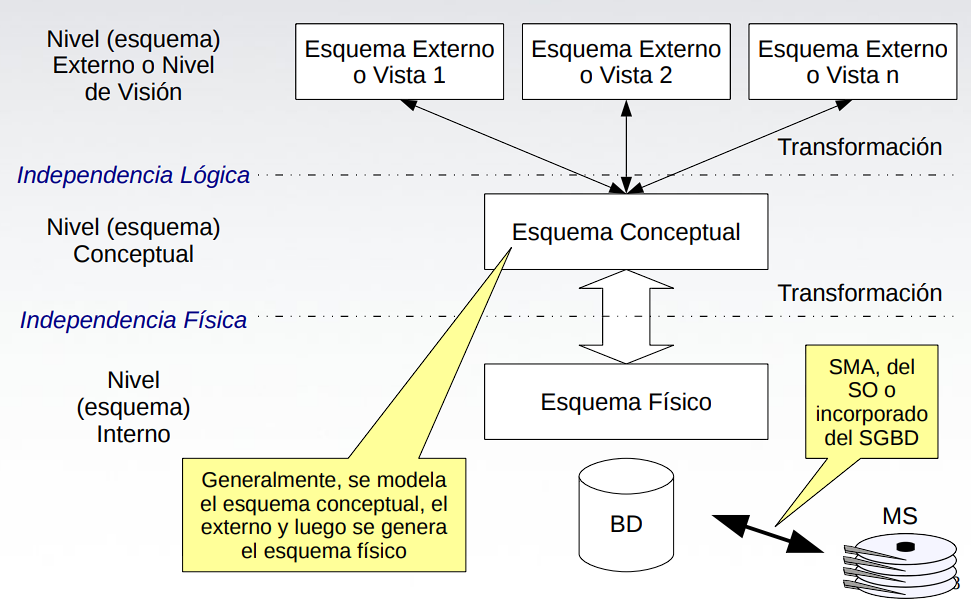 Nivel (esquema)
Externo o Nivel
de Visión
Esquema Externo
o Vista 1
Esquema Externo
o Vista 2
Esquema Externo
o Vista n
Transformación
Independencia Lógica
Nivel (esquema)
Conceptual
Esquema Conceptual
Transformación
Independencia Física
Nivel
(esquema)
Interno
Esquema Físico
SMA, del
SO o
incorporado
del SGBD
Generalmente, se modela
el esquema conceptual, el
externo y luego se genera
el esquema físico
BD
MS
3